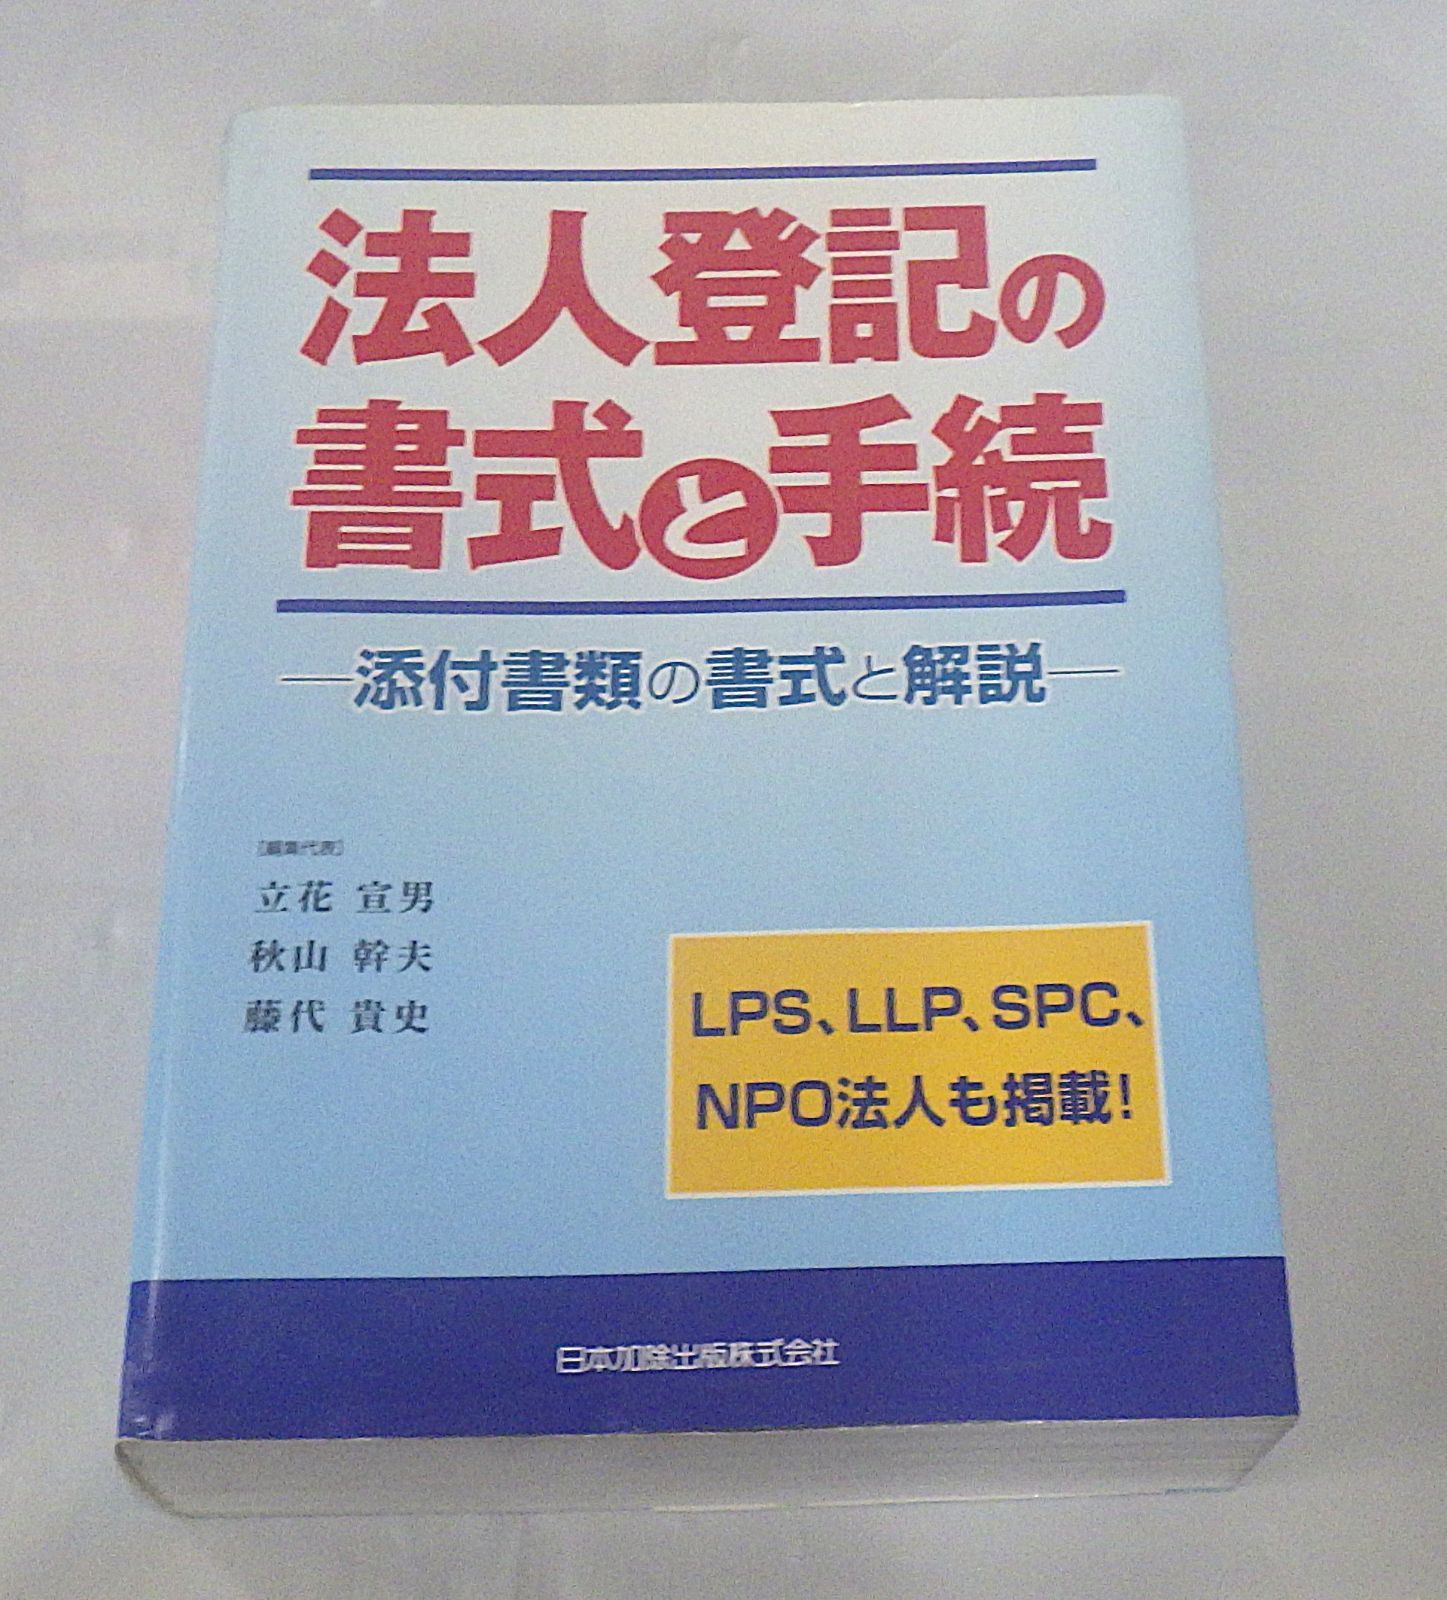 法人登記の
書式と手続
―添付書類の書式と解説―
[編集代表]
立花 宣男
秋山 幹夫
藤代 貴史
LPS、LLP、SPC、
NPO法人も掲載!
日本加除出版株式会社